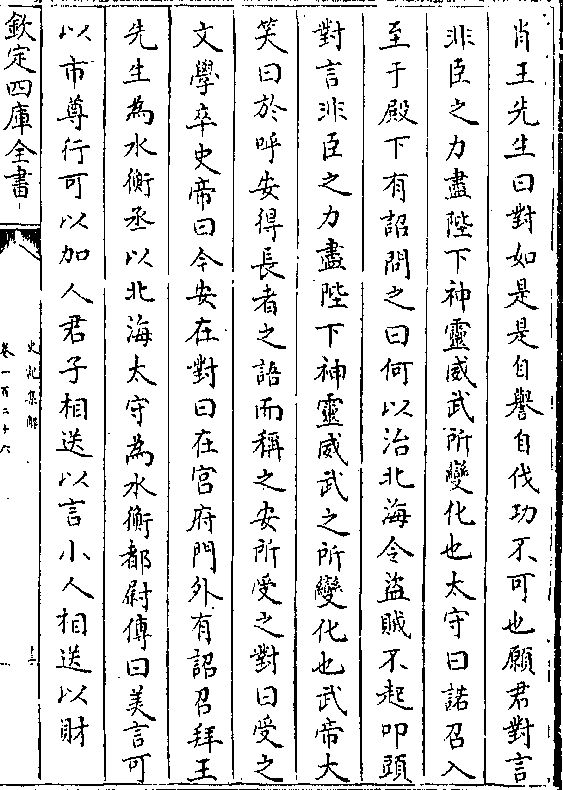 肖王先生曰對如是是自譽自伐功不可也願君對言
非臣之力盡陛下神靈威武所變化也太守曰諾召入
至于殿下有詔問之曰何以治北海令盜賊不起叩頭
對言非臣之力盡陛下神靈威武之所變化也武帝大
笑曰於呼安得長者之語而稱之安所受之對曰受之
文學卒史帝曰今安在對曰在宮府門外有詔召拜王
先生為水衡丞以北海太守為水衡都尉傳曰美言可
以市尊行可以加人君子相送以言小人相送以財
欽定四庫全書
史記集解
卷一百二十六